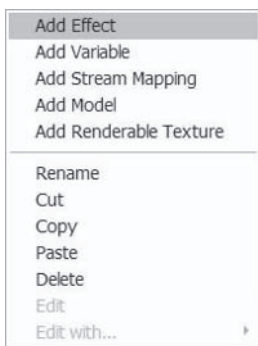 Add Effect
Add Variable
Add Stream Mapping
Add Model
Add Renderable Texture
Rename
Cut
Copy
Paste
Delete
Edit
Edit with...